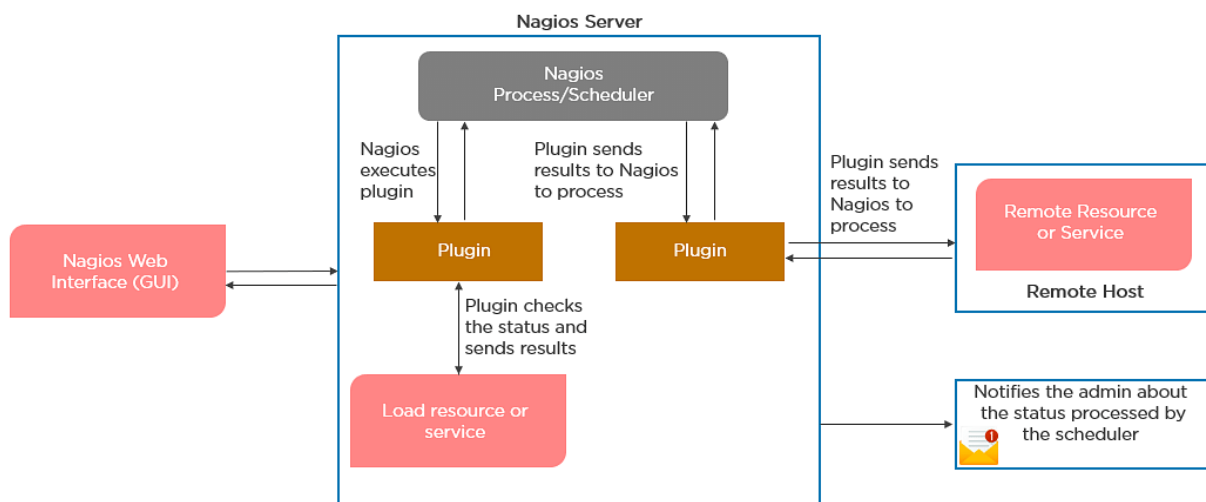 Nagios Server
Nagios
Process/Scheduler
Nagios
executes
plugin
Plugin sends
results to Nagios
to process
Plugin sends
results to
Nagios to
process
Remote Resource
or Service
Remote Host
Nagios Web
Interface (GUI)
Plugin
Plugin
Plugin checks
the status and
sends results
Load resource or
service
Notifies the admin about
the status processed by
the scheduler
1